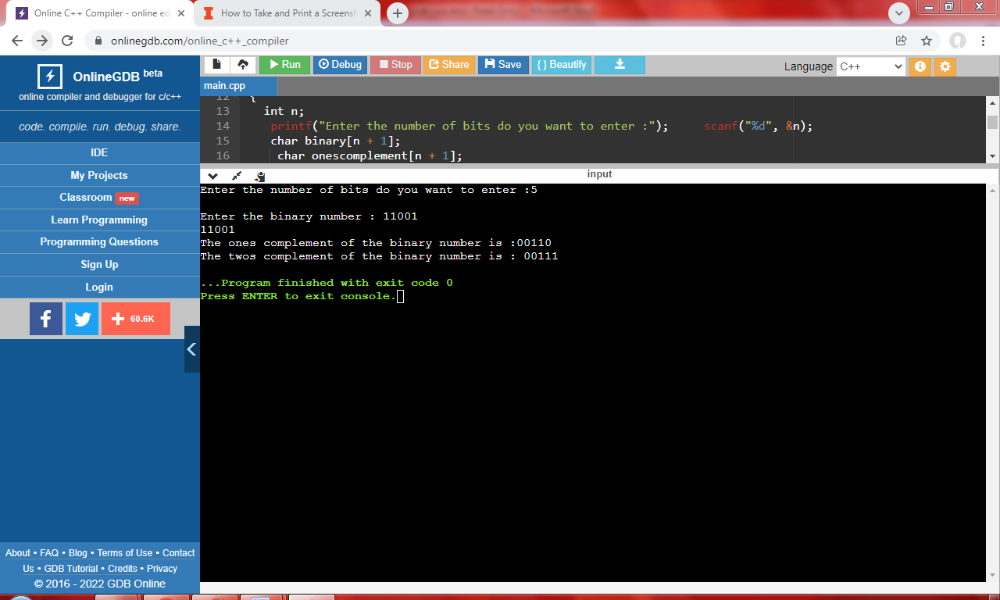 Online C++ Compiler - online ed
How to Take and Print a Screensh
onlinegdb.com/online_c++_compiler
OnlineGDB beta
online compiler and debugger for c/c++
code. compile. run. debug. share.
IDE
My Projects
Classroom new
Learn Programming
Programming Questions
Sign Up
Login
60.6K
About • FAQ • Blog • Terms of Use • Contact
Us • GDB Tutorial • Credits • Privacy
© 2016 - 2022 GDB Online
Run Debug Stop Share Save { } Beautify
Language C++
main.cpp
12 {
13 int n;
14 printf("Enter the number of bits do you want to enter :"); scanf("%d", &n);
15 char binary[n + 1];
16 char onescomplement[n + 1];
input
Enter the number of bits do you want to enter :5
Enter the binary number : 11001
11001
The ones complement of the binary number is :00110
The twos complement of the binary number is : 00111
...Program finished with exit code 0
Press ENTER to exit console.